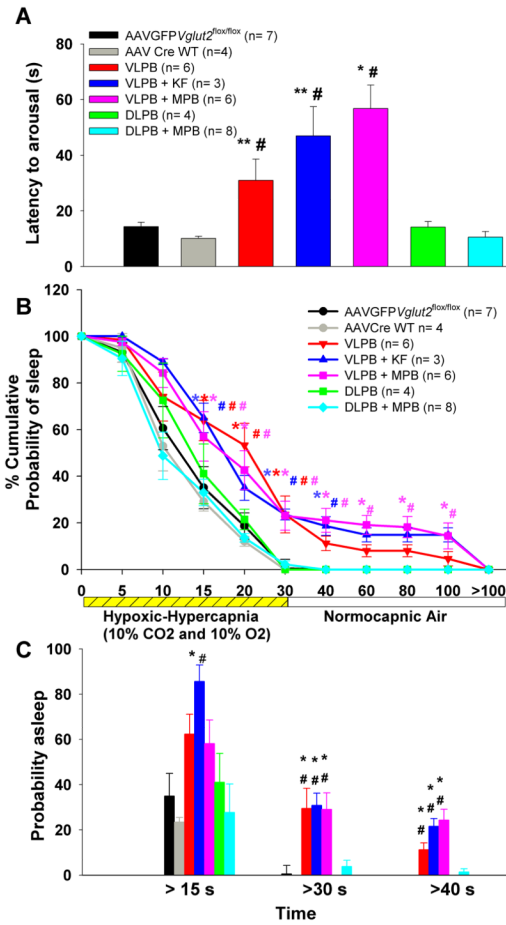 A
AAVGFPVglut2flox/flox (n= 7)
AAV Cre WT (n=4)
VLPB (n= 6)
VLPB + KF (n= 3)
VLPB + MPB (n= 6)
DLPB (n= 4)
DLPB + MPB (n= 8)
Latency to arousal (s)
80
60
40
20
0
** #
** #
* #
B
AAVGFPVglut2flox/flox (n= 7)
AAVCre WT n= 4
VLPB (n= 6)
VLPB + KF (n= 3)
VLPB + MPB (n= 6)
DLPB (n= 4)
DLPB + MPB (n= 8)
% Cumulative
Probability of sleep
120
100
80
60
40
20
0
***
# # #
**
# #
***
# # #
**
# #
*
#
*
#
*
#
0 5 10 15 20 30 40 60 80 100 >100
Hypoxic-Hypercapnia
(10% CO2 and 10% O2)
Normocapnic Air
C
Probability asleep
100
80
60
40
20
0
* #
* * *
# # #
* * *
# # #
> 15 s >30 s >40 s
Time